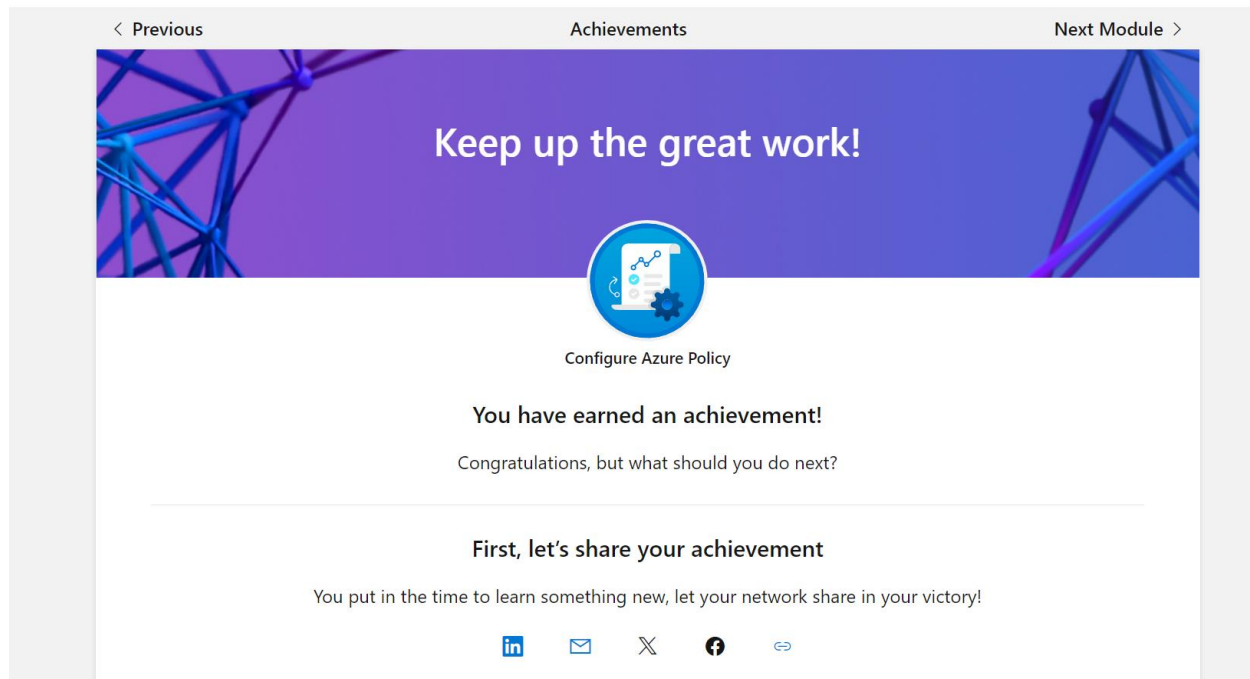 Previous
Achievements
Next Module
Keep up the great work!
Configure Azure Policy
You have earned an achievement!
Congratulations, but what should you do next?
First, let’s share your achievement
You put in the time to learn something new, let your network share in your victory!